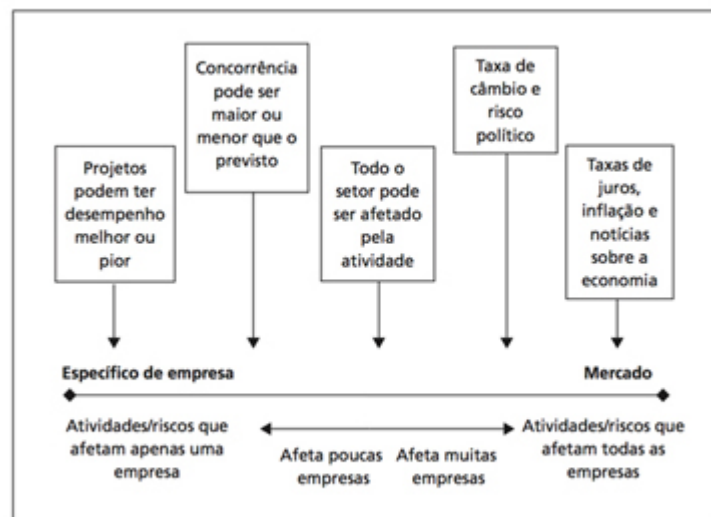 Projetos
podem ter
desempenho
melhor ou
pior
Concorrência
pode ser
maior ou
menor que o
previsto
Todo o
setor pode
ser afetado
pela
atividade
Taxa de
câmbio e
risco
político
Taxas de
juros,
inflação e
notícias
sobre a
economia
Específico de empresa
Mercado
Atividades/riscos que
afetam apenas uma
empresa
Afeta poucas
empresas
Afeta muitas
empresas
Atividades/riscos que
afetam todas as
empresas